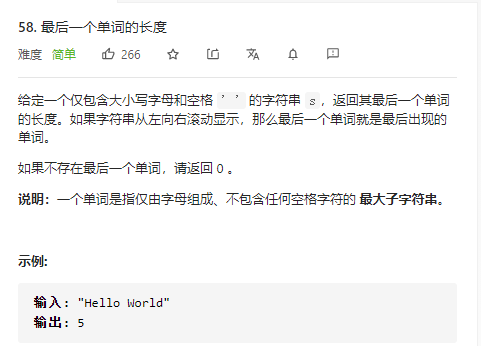 58. 最后一个单词的长度
难度 简单 266
给定一个仅包含大小写字母和空格 ' ' 的字符串 s，返回其最后一个单词
的长度。如果字符串从左向右滚动显示，那么最后一个单词就是最后出现的
单词。
如果不存在最后一个单词，请返回 0 。
说明：一个单词是指仅由字母组成、不包含任何空格字符的 最大子字符串。
示例:
输入: "Hello World"
输出: 5